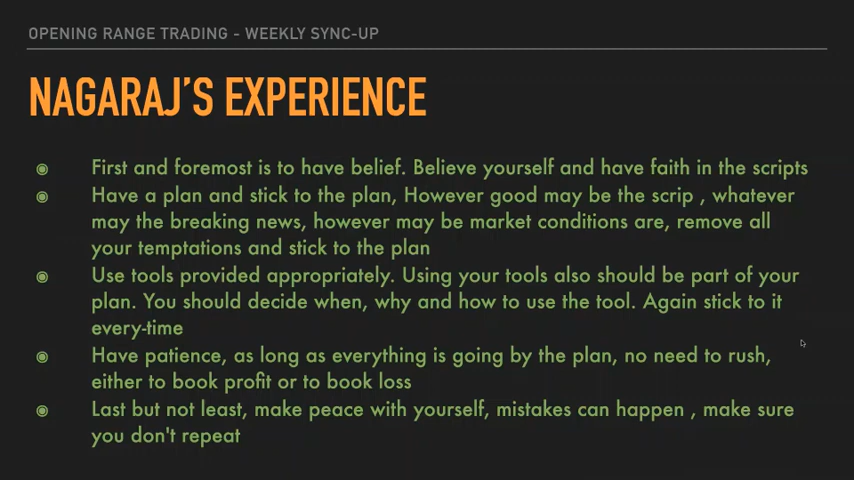 OPENING RANGE TRADING - WEEKLY SYNC-UP
NAGARAJ'S EXPERIENCE
First and foremost is to have belief. Believe yourself and have faith in the scripts
Have a plan and stick to the plan, However good may be the scrip , whatever
may the breaking news, however may be market conditions are, remove all
your temptations and stick to the plan
Use tools provided appropriately. Using your tools also should be part of your
plan. You should decide when, why and how to use the tool. Again stick to it
every-time
Have patience, as long as everything is going by the plan, no need to rush,
either to book profit or to book loss
Last but not least, make peace with yourself, mistakes can happen , make sure
you don't repeat